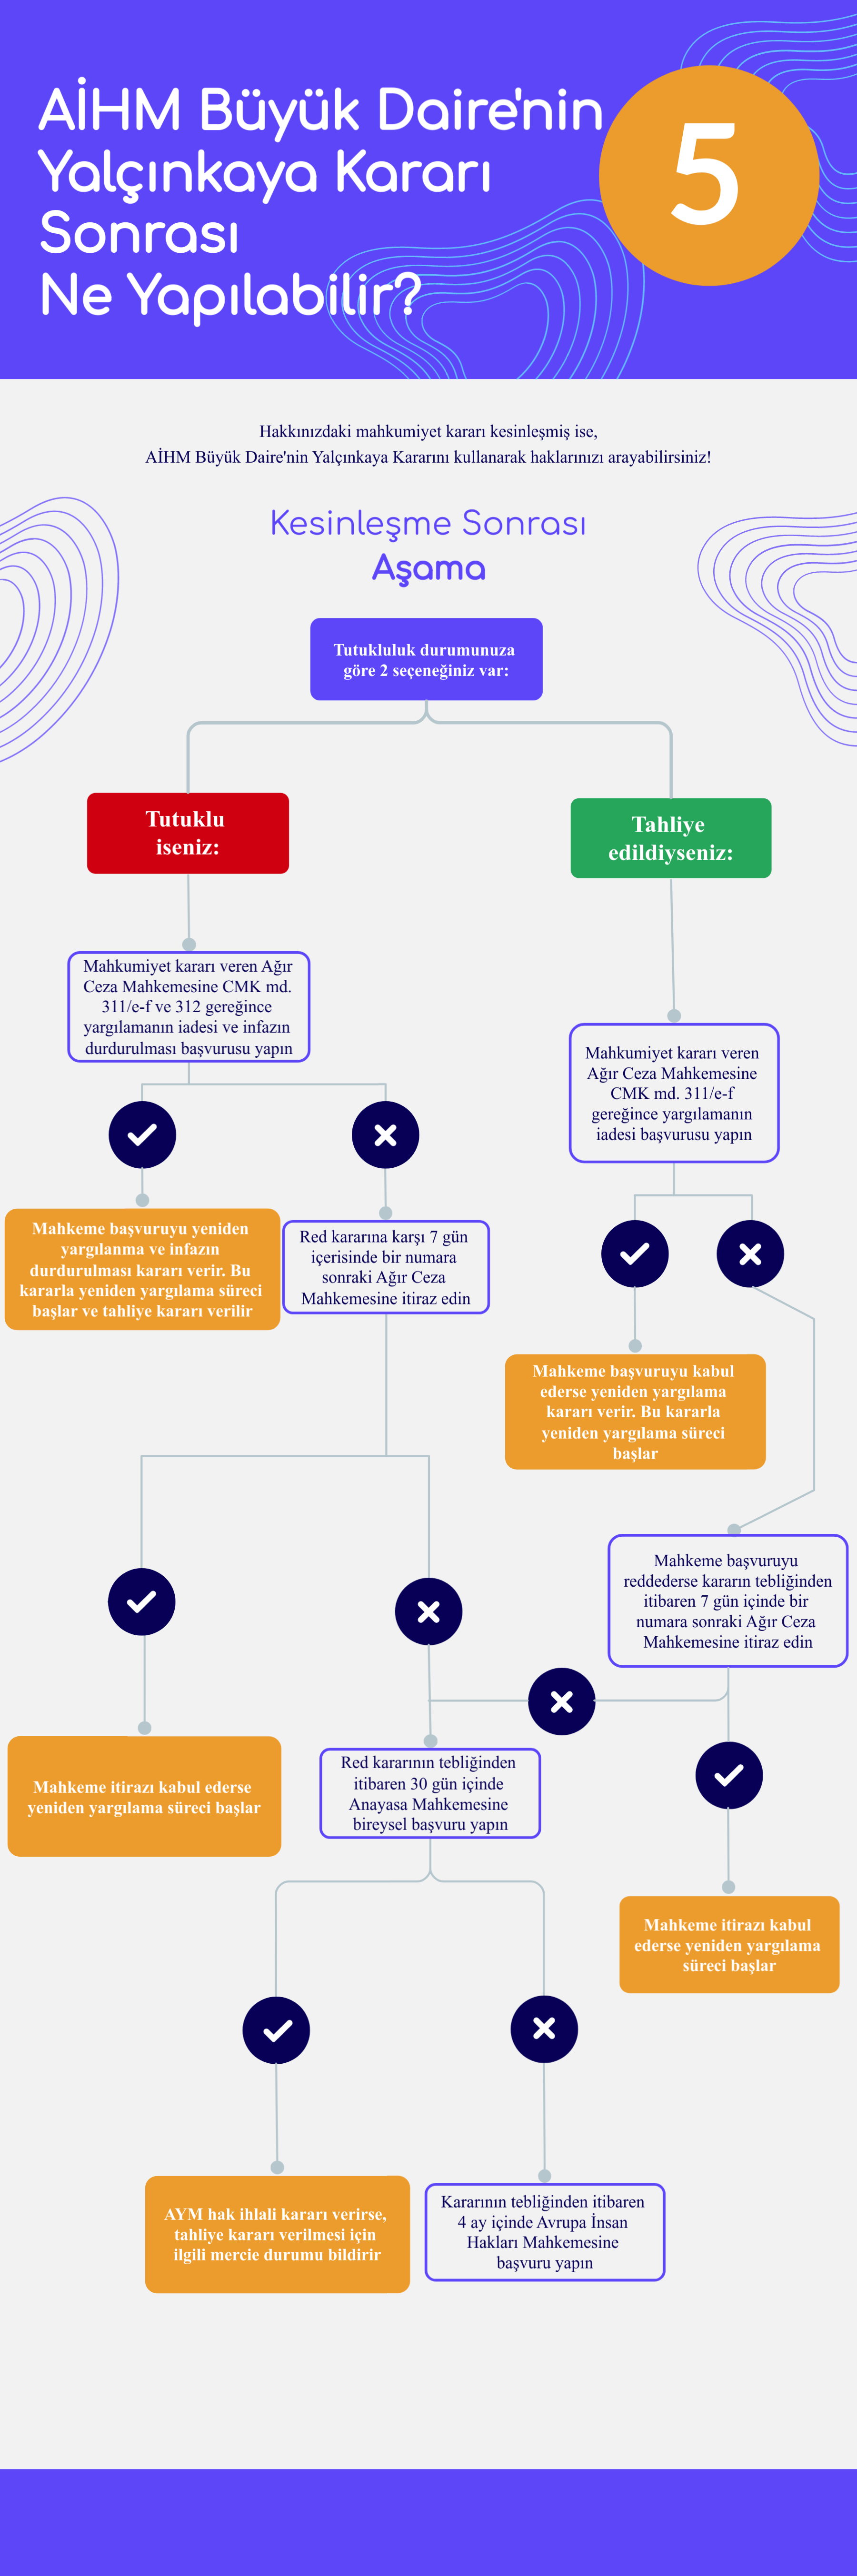 AİHM Büyük Daire'nin
Yalçınkaya Kararı
Sonrası
Ne Yapılabilir?
5
Hakkınızdaki mahkumiyet kararı kesinleşmiş ise,
AİHM Büyük Daire'nin Yalçınkaya Kararını kullanarak haklarınızı arayabilirsiniz!
Kesinleşme Sonrası
Aşama
Tutukluluk durumunuza
göre 2 seçeneğiniz var:
Tutuklu
iseniz:
Tahliye
edildiyseniz:
Mahkumiyet kararı veren Ağır
Ceza Mahkemesine CMK md.
311/e-f ve 312 gereğince
yargılamanın iadesi ve infazın
durdurulması başvurusu yapın
Mahkumiyet kararı veren
Ağır Ceza Mahkemesine
CMK md. 311/e-f
gereğince yargılamanın
iadesi başvurusu yapın
Mahkeme başvuruyu yeniden
yargılanma ve infazın
durdurulması kararı verir. Bu
kararla yeniden yargılama süreci
başlar ve tahliye kararı verilir
Red kararına karşı 7 gün
içerisinde bir numara
sonraki Ağır Ceza
Mahkemesine itiraz edin
Mahkeme başvuruyu kabul
ederse yeniden yargılama
kararı verir. Bu kararla
yeniden yargılama süreci
başlar
Mahkeme başvuruyu
reddederse kararın tebliğinden
itibaren 7 gün içinde bir
numara sonraki Ağır Ceza
Mahkemesine itiraz edin
Mahkeme itirazı kabul ederse
yeniden yargılama süreci başlar
Red kararının tebliğinden
itibaren 30 gün içinde
Anayasa Mahkemesine
bireysel başvuru yapın
Mahkeme itirazı kabul
ederse yeniden yargılama
süreci başlar
AYM hak ihlali kararı verirse,
tahliye kararı verilmesi için
ilgili mercie durumu bildirir
Kararının tebliğinden itibaren
4 ay içinde Avrupa İnsan
Hakları Mahkemesine
başvuru yapın